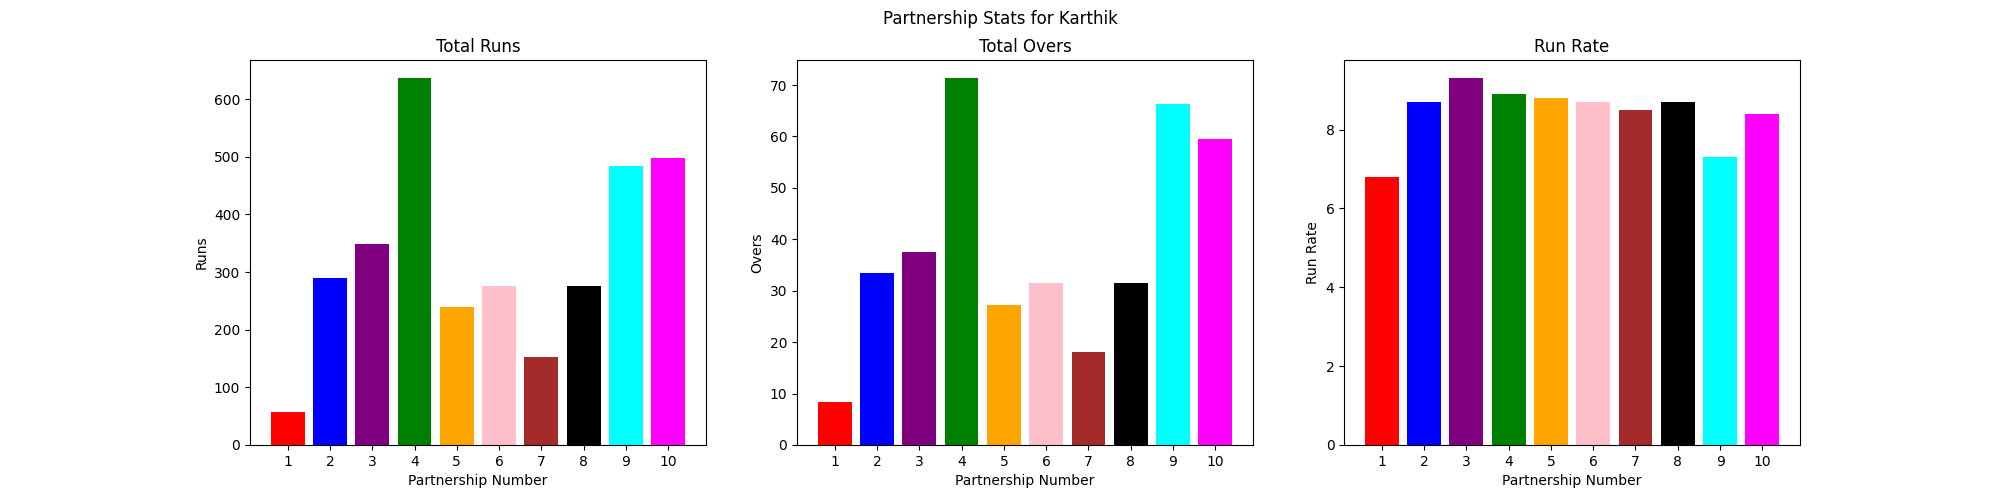 Partnership Stats for Karthik
Total Runs
Runs
600
500
400
300
200
100
0
1 2 3 4 5 6 7 8 9 10
Partnership Number
Total Overs
Overs
70
60
50
40
30
20
10
0
1 2 3 4 5 6 7 8 9 10
Partnership Number
Run Rate
Run Rate
8
6
4
2
0
1 2 3 4 5 6 7 8 9 10
Partnership Number